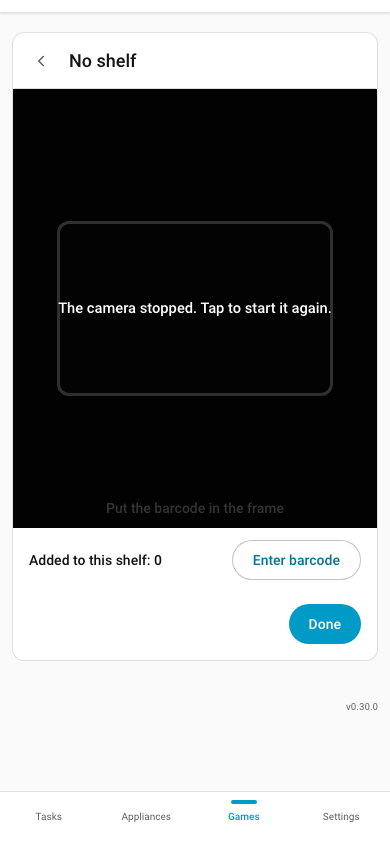 No shelf
The camera stopped. Tap to start it again.
Put the barcode in the frame
Added to this shelf: 0
Enter barcode
Done
v0.30.0
Tasks
Appliances
Games
Settings